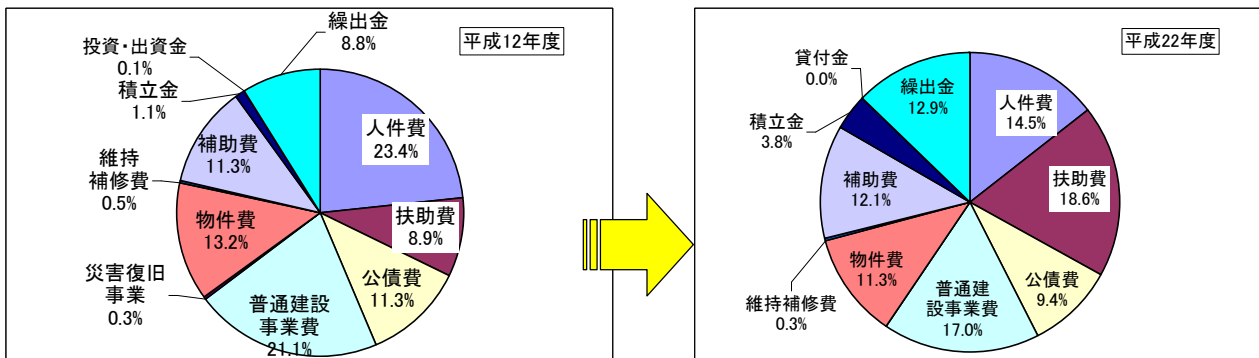 平成12年度
繰出金
8.8%
投資・出資金
0.1%
積立金
1.1%
補助費
11.3%
維持
補修費
0.5%
物件費
13.2%
災害復旧
事業
0.3%
普通建設
事業費
21.1%
公債費
11.3%
扶助費
8.9%
人件費
23.4%
平成22年度
貸付金
0.0%
繰出金
12.9%
積立金
3.8%
補助費
12.1%
維持補修費
0.3%
物件費
11.3%
普通建
設事業費
17.0%
公債費
9.4%
扶助費
18.6%
人件費
14.5%